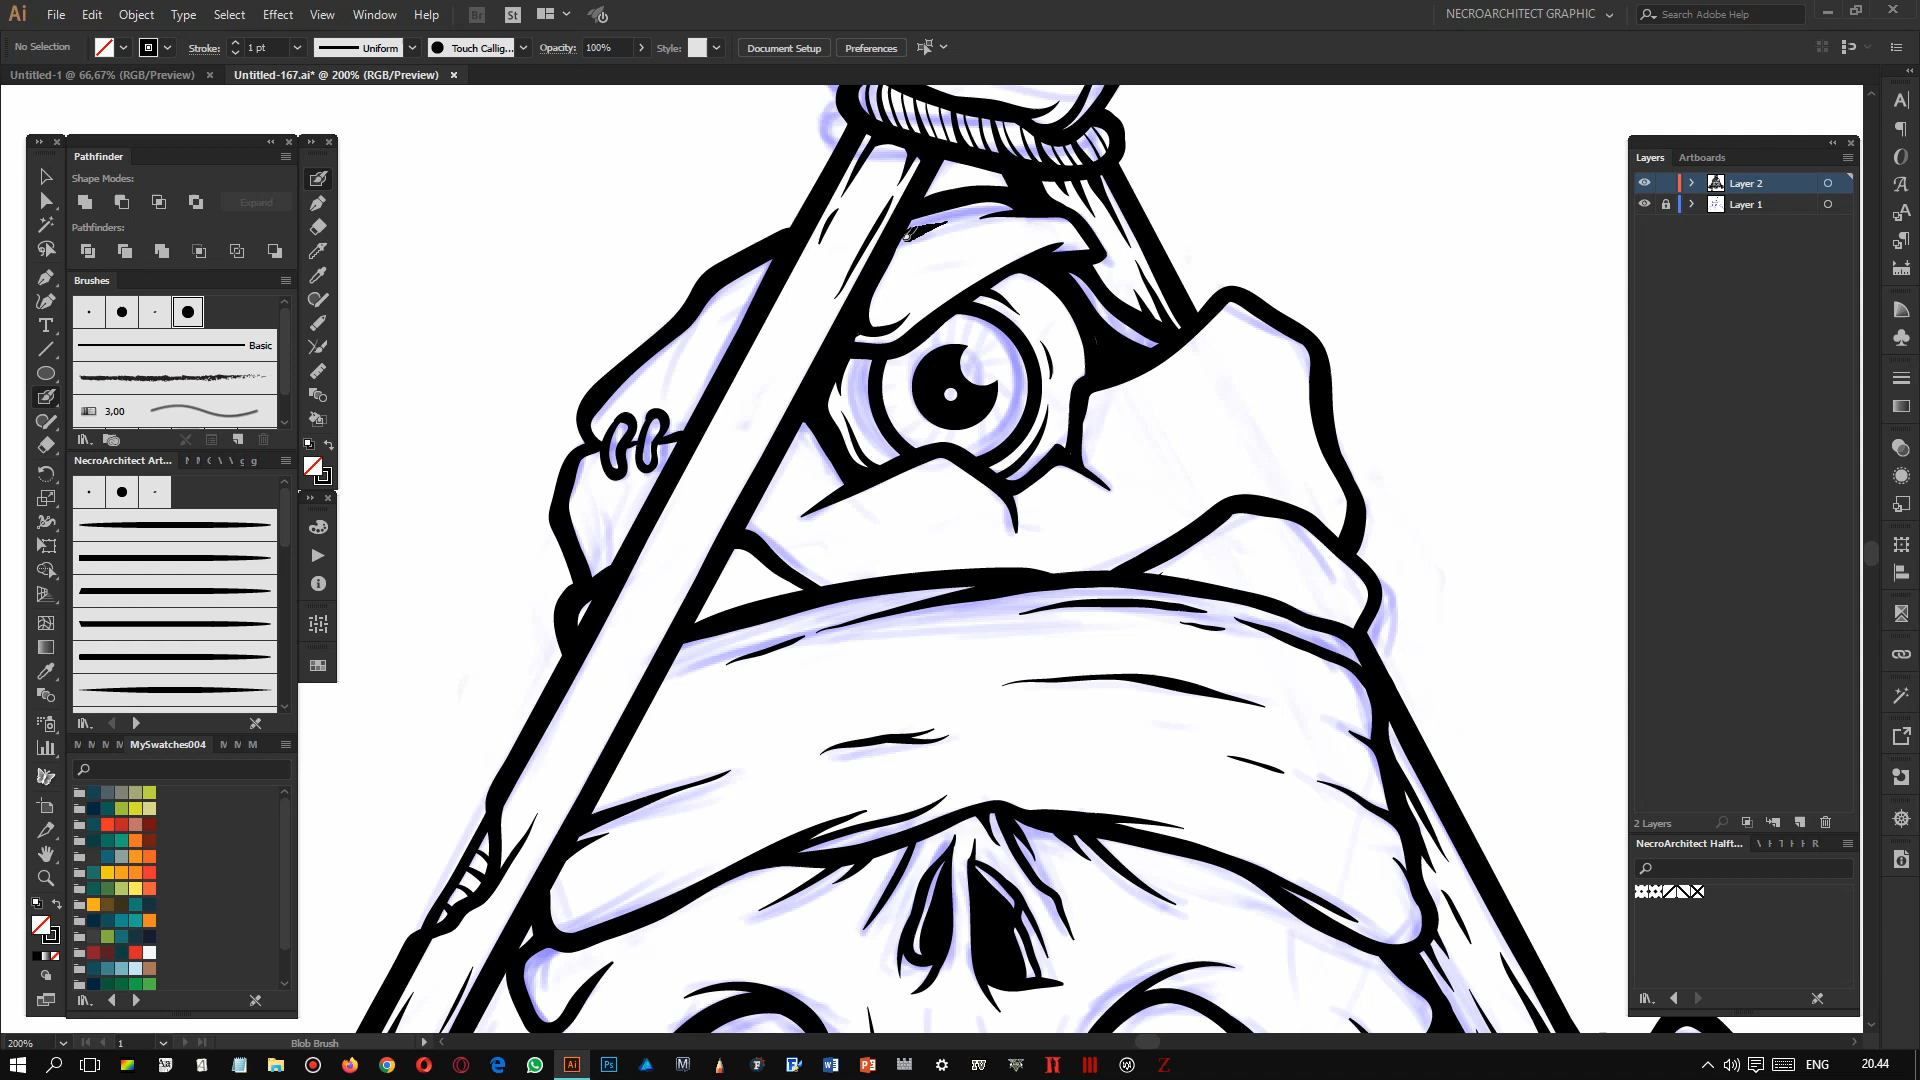 Ai File Edit Object Type Select Effect View Window Help Br St NECROARCHITECT GRAPHIC Search Adobe Help
No Selection Stroke: 1 pt Uniform Touch Callig... Opacity: 100% Style: Document Setup Preferences
Untitled-1 @ 66,67% (RGB/Preview) × Untitled-167.ai* @ 200% (RGB/Preview) ×
Pathfinder
Shape Modes:
Expand
Pathfinders:
Brushes
Basic
3,00
NecroArchitect Art...
MySwatches004
Layers Artboards
Layer 2
Layer 1
2 Layers
NecroArchitect Halft...
200% 1 Blob Brush
ENG 20.44